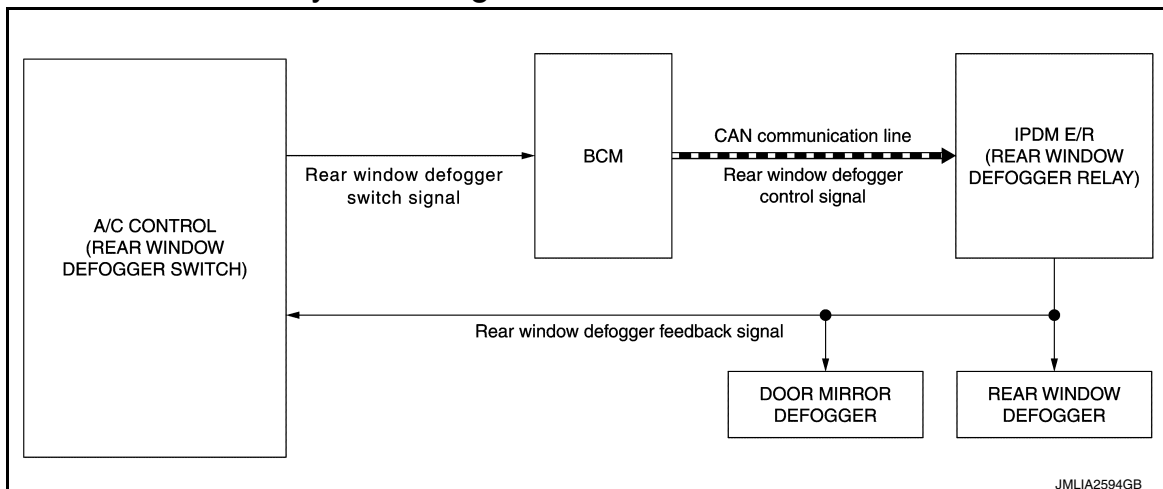 A/C CONTROL
(REAR WINDOW
DEFOGGER SWITCH)
Rear window defogger
switch signal
BCM
CAN communication line
Rear window defogger
control signal
IPDM E/R
(REAR WINDOW
DEFOGGER RELAY)
Rear window defogger feedback signal
DOOR MIRROR
DEFOGGER
REAR WINDOW
DEFOGGER
JMLIA2594GB